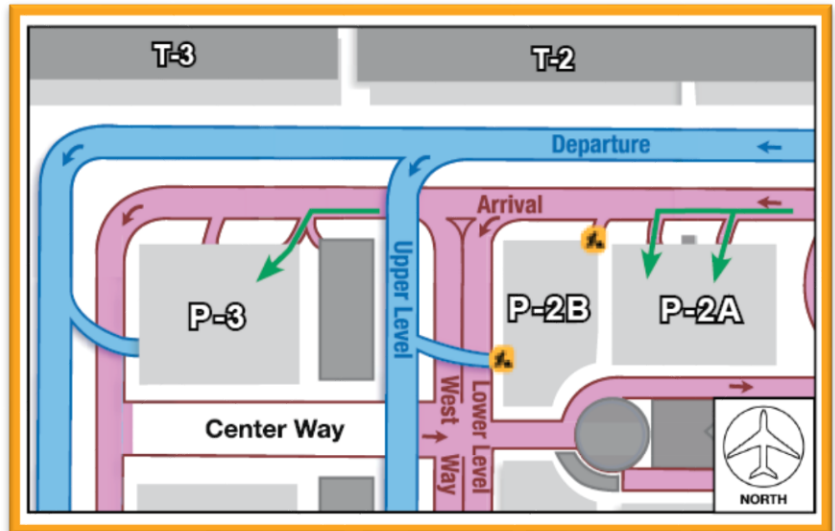 T-3
T-2
Departure
Arrival
Upper Level
P-3
P-2B
P-2A
West Way
Lower Level
Center Way
NORTH